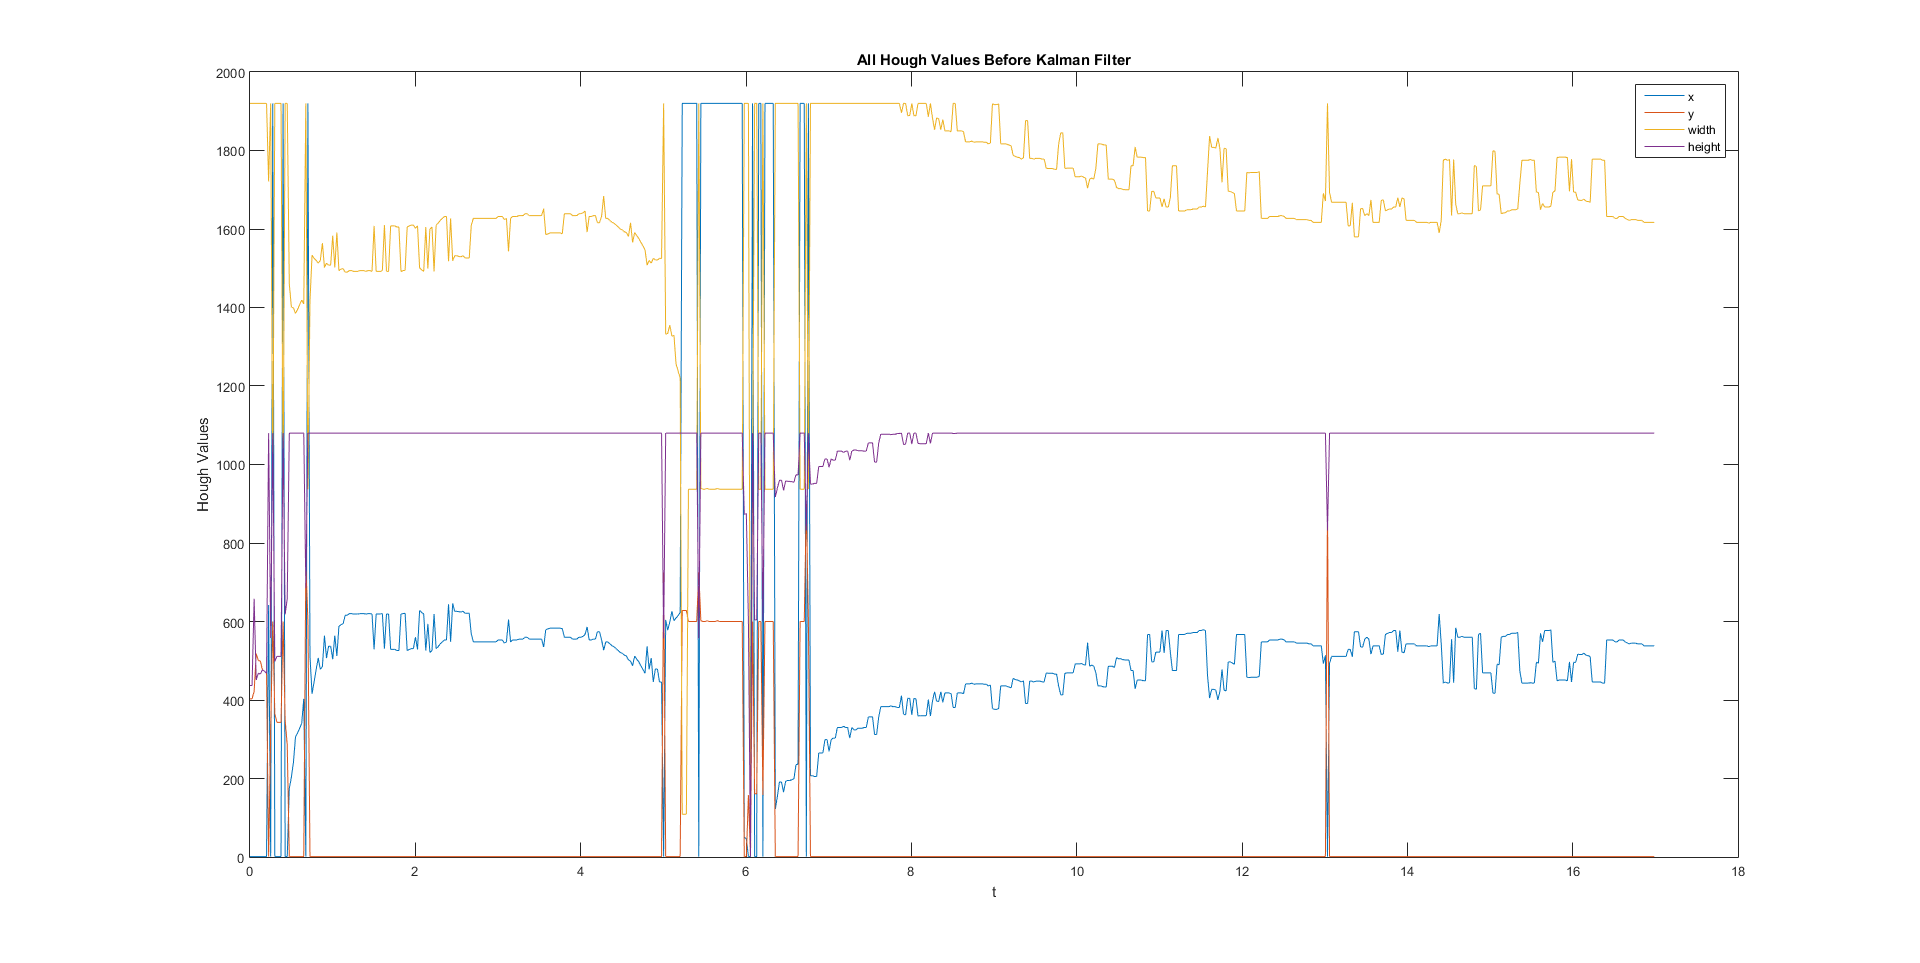 All Hough Values Before Kalman Filter
2000
1800
1600
1400
1200
1000
800
600
400
200
0
Hough Values
x
y
width
height
0 2 4 6 8 10 12 14 16 18
t